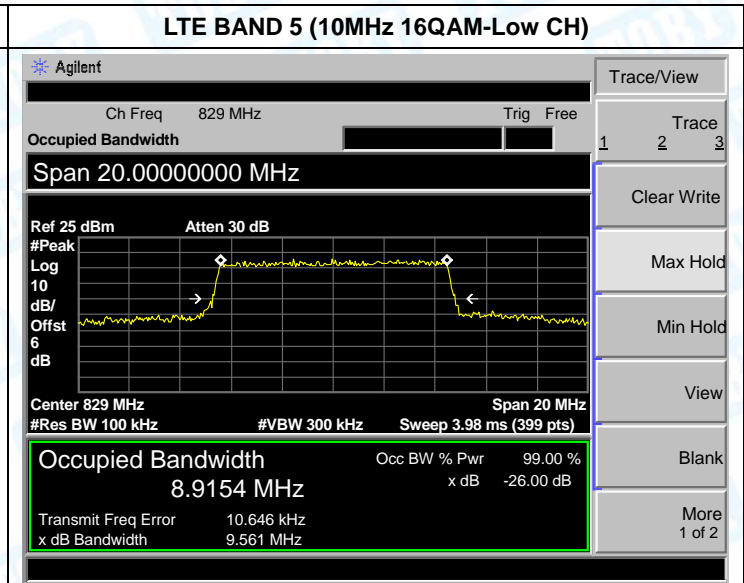 LTE BAND 5 (10MHz 16QAM-Low CH)
Agilent
Trace/View
Ch Freq 829 MHz Trig Free
Occupied Bandwidth
Trace
1 2 3
Span 20.00000000 MHz
Clear Write
Ref 25 dBm Atten 30 dB
#Peak
Log
10
dB/
Offst
6
dB
Max Hold
Min Hold
View
Center 829 MHz Span 20 MHz
#Res BW 100 kHz #VBW 300 kHz Sweep 3.98 ms (399 pts)
Occupied Bandwidth Occ BW % Pwr 99.00 %
8.9154 MHz x dB -26.00 dB
Blank
Transmit Freq Error 10.646 kHz
x dB Bandwidth 9.561 MHz
More
1 of 2